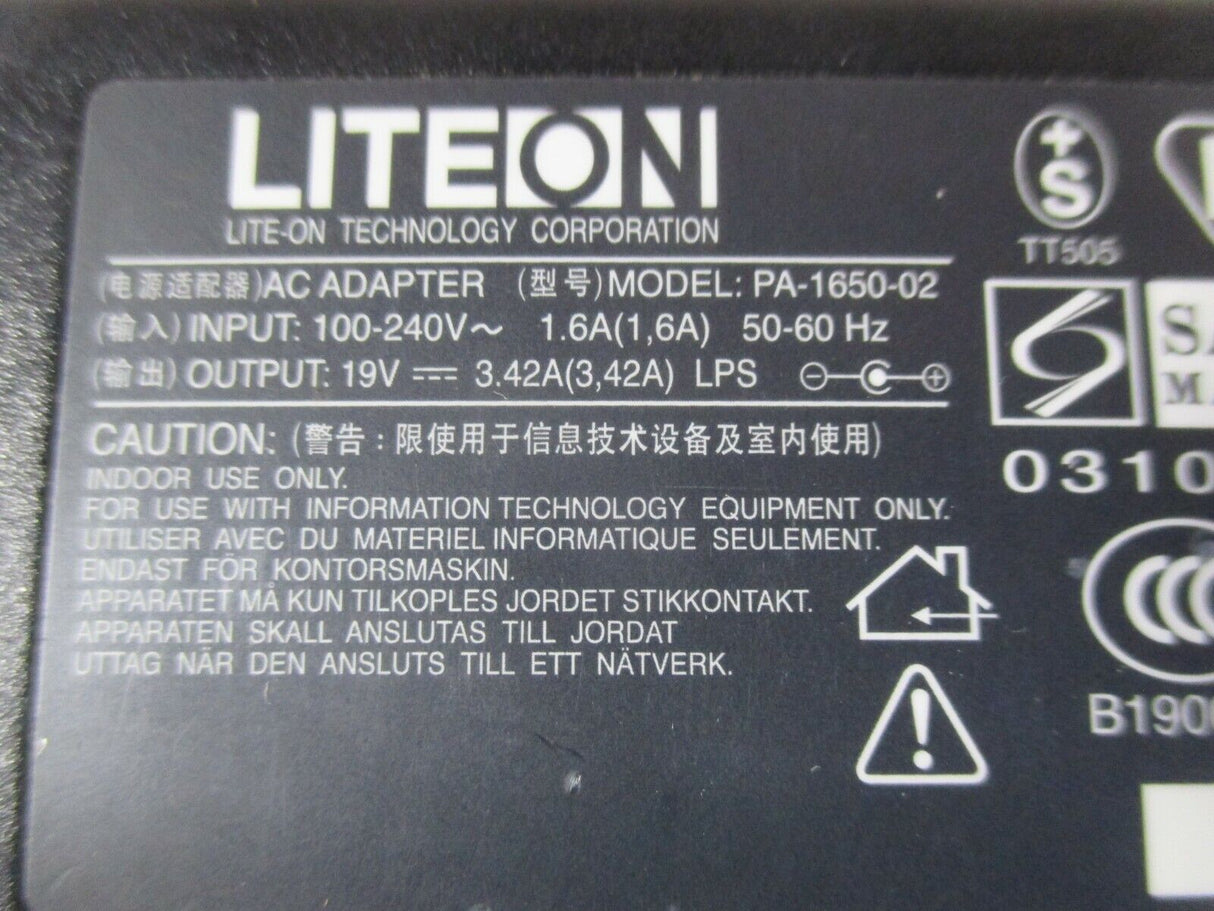 LITEON
LITE-ON TECHNOLOGY CORPORATION
(电源适配器)AC ADAPTER (型号)MODEL: PA-1650-02
(输入) INPUT: 100-240V~ 1.6A(1,6A) 50-60 Hz
(输出) OUTPUT: 19V ⎓ 3.42A(3,42A) LPS
CAUTION: (警告:限使用于信息技术设备及室内使用)
INDOOR USE ONLY.
FOR USE WITH INFORMATION TECHNOLOGY EQUIPMENT ONLY.
UTILISER AVEC DU MATERIEL INFORMATIQUE SEULEMENT.
ENDAST FÖR KONTORSMASKIN.
APPARATET MÅ KUN TILKOPLES JORDET STIKKONTAKT.
APPARATEN SKALL ANSLUTAS TILL JORDAT
UTTAG NÄR DEN ANSLUTS TILL ETT NÄTVERK.
+S
TT505
0310
B190